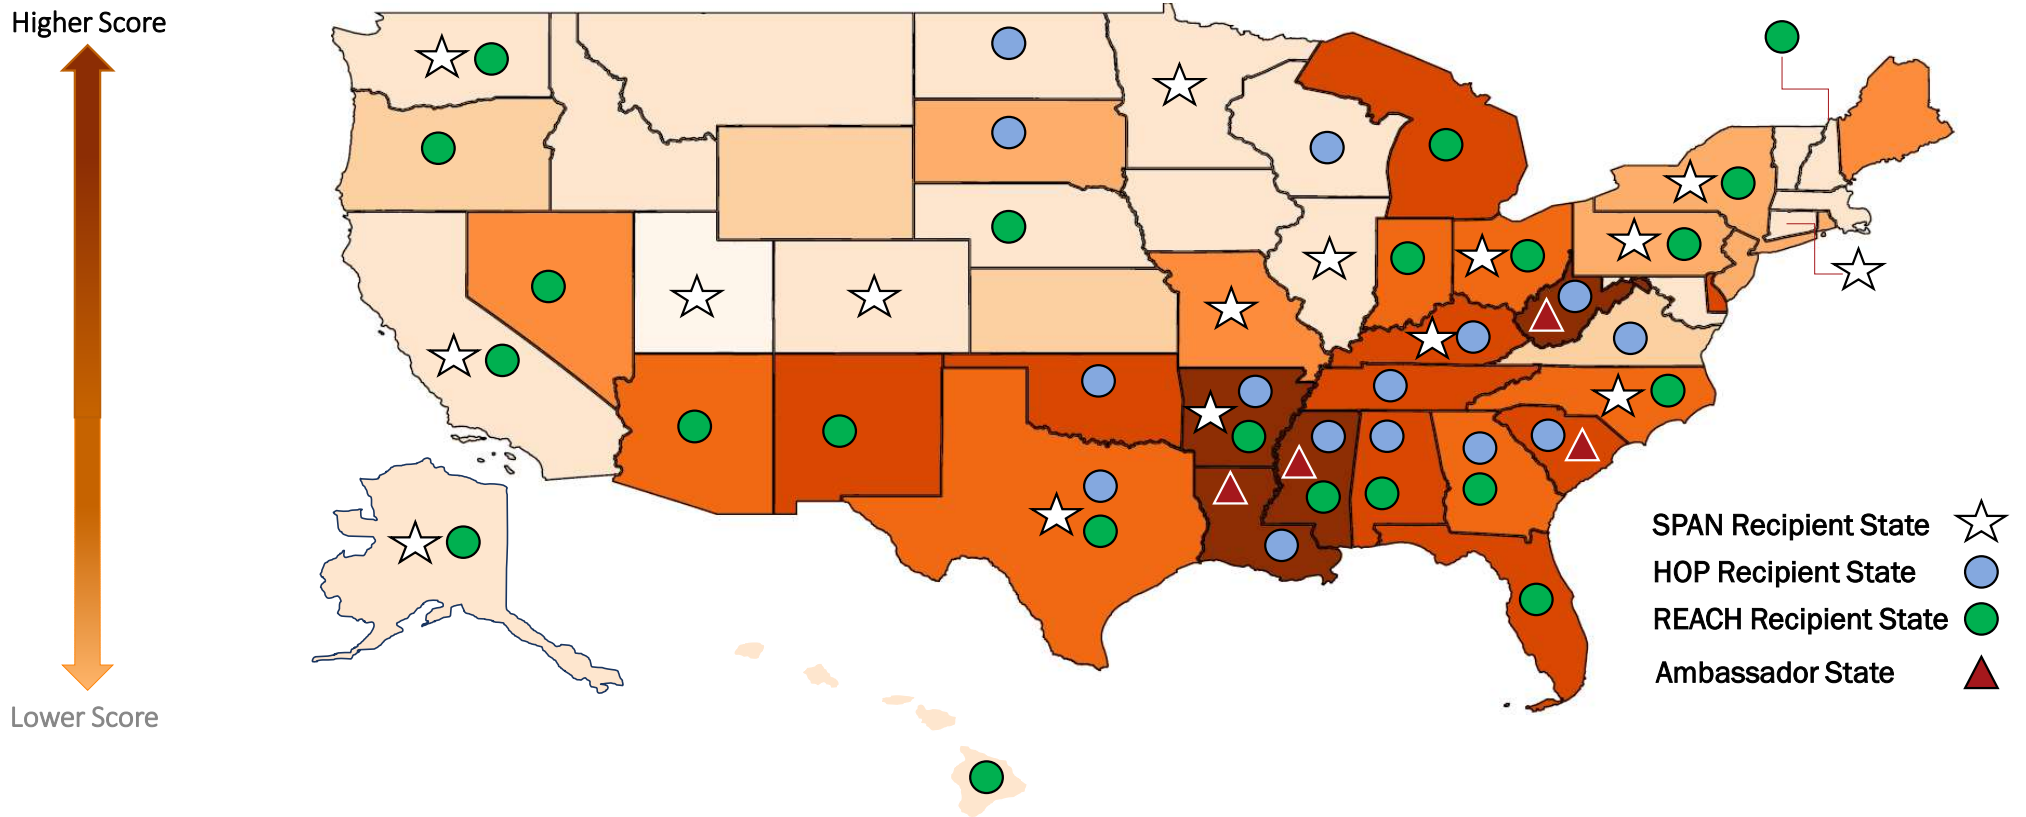 Higher Score
SPAN Recipient State
HOP Recipient State
REACH Recipient State
Ambassador State
Lower Score